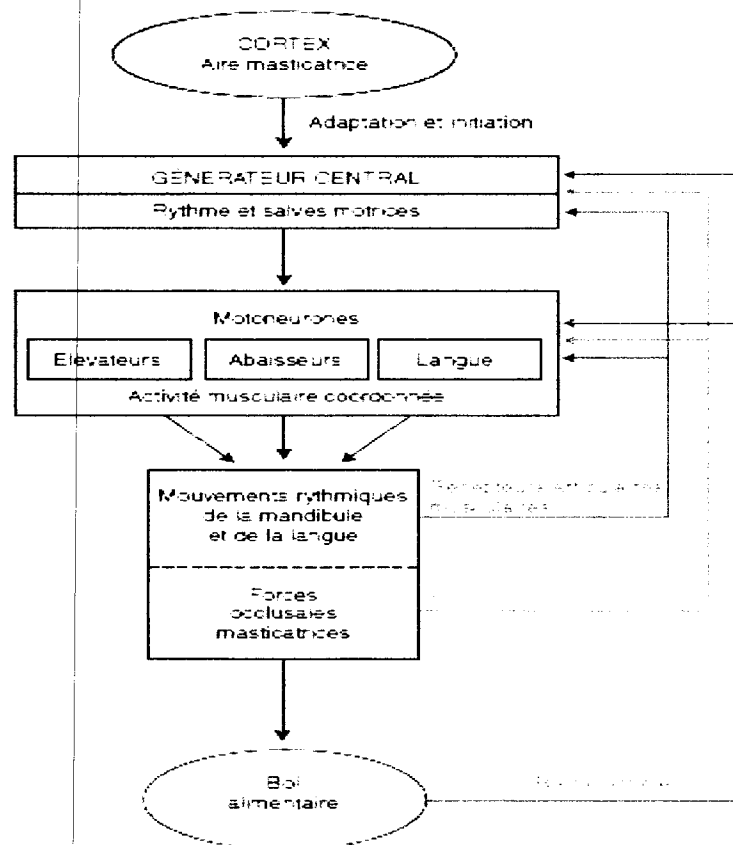 CORTEX
Aire masticatrice
Adaptation et initiation
GENERATEUR CENTRAL
Rythme et salves motrices
Motoneurones
Elévateurs
Abaisseurs
Langue
Activité musculaire coordonnée
Mouvements rythmiques
de la mandibule
et de la langue
Forces
occlusales
masticatrices
Bol
alimentaire